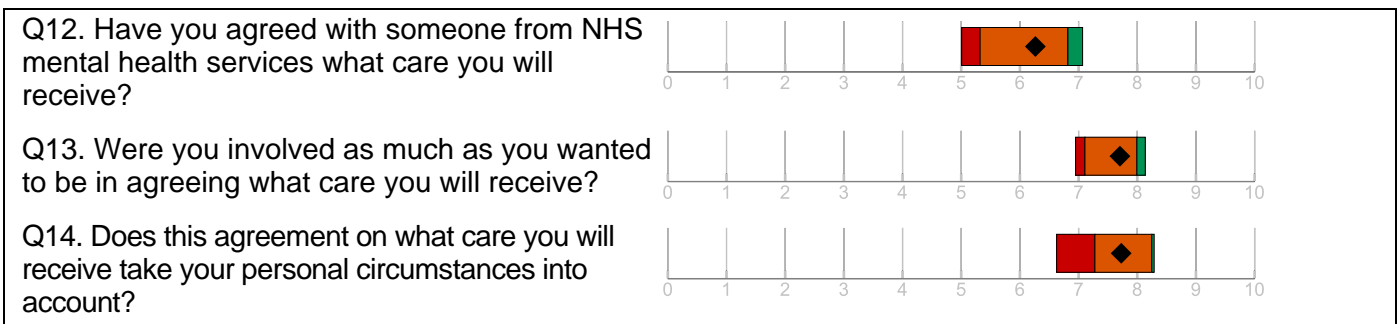 Q12. Have you agreed with someone from NHS
mental health services what care you will
receive?
0 1 2 3 4 5 6 7 8 9 10
Q13. Were you involved as much as you wanted
to be in agreeing what care you will receive?
0 1 2 3 4 5 6 7 8 9 10
Q14. Does this agreement on what care you will
receive take your personal circumstances into
account?
0 1 2 3 4 5 6 7 8 9 10